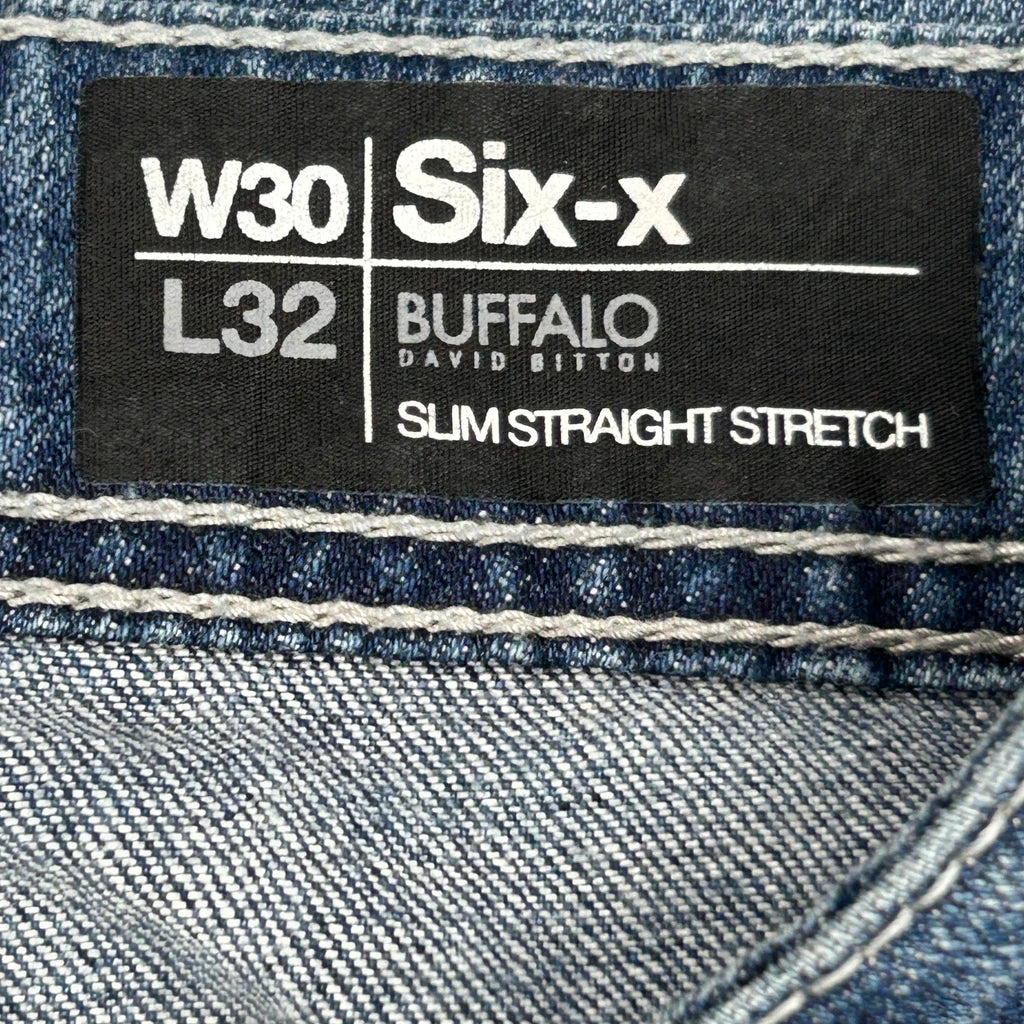 W30
L32
Six-x
BUFFALO
DAVID BITTON
SLIM STRAIGHT STRETCH